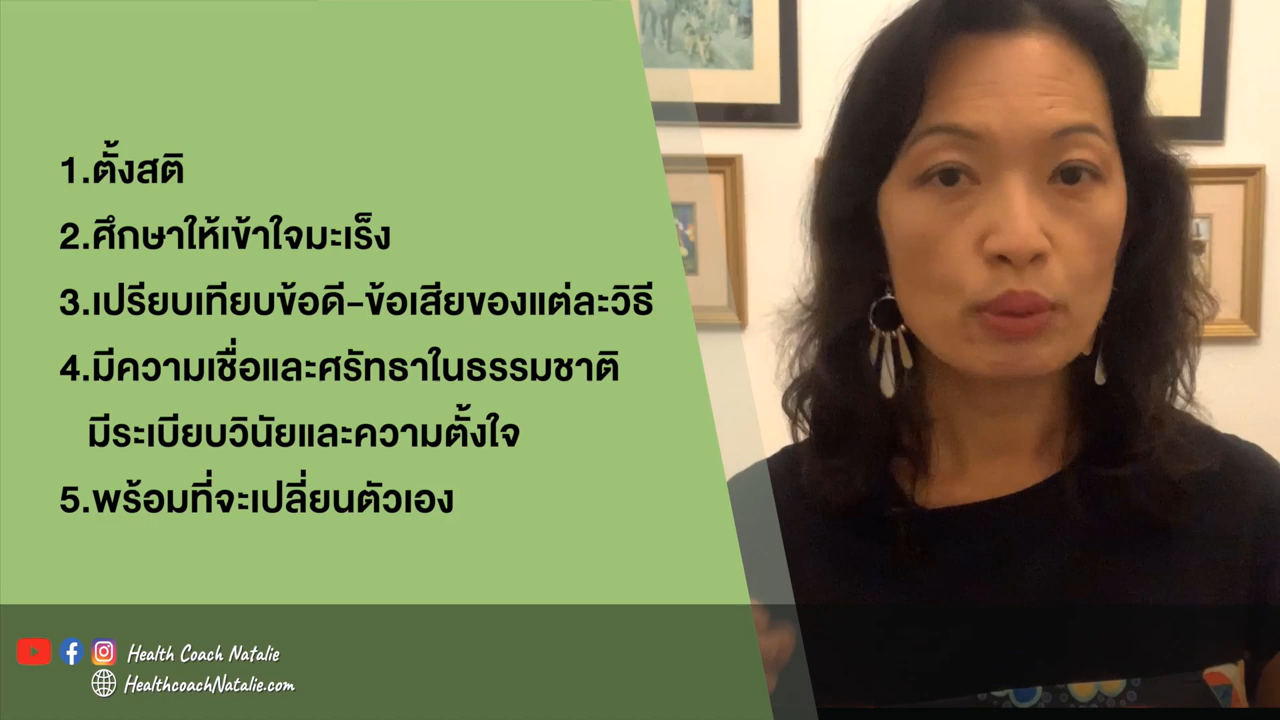 1.ตั้งสติ
2.ศึกษาให้เข้าใจมะเร็ง
3.เปรียบเทียบข้อดี-ข้อเสียของแต่ละวิธี
4.มีความเชื่อและศรัทธาในธรรมชาติ
มีระเบียบวินัยและความตั้งใจ
5.พร้อมที่จะเปลี่ยนตัวเอง
Health Coach Natalie
HealthcoachNatalie.com